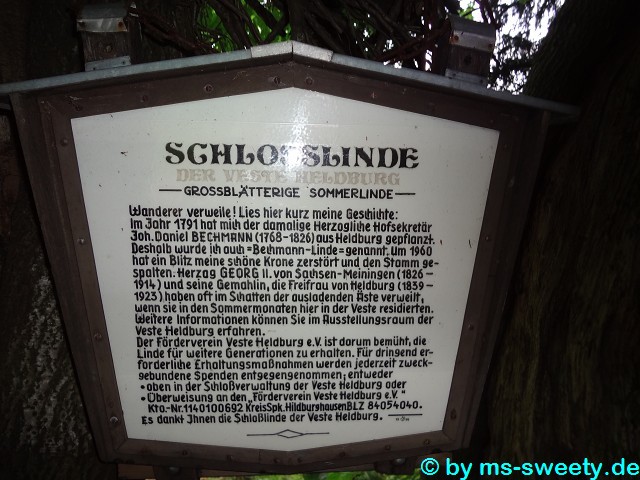 SCHLOSSLINDE
DER VESTE HELDBURG
GROSSBLÄTTERIGE SOMMERLINDE
Wanderer verweile! Lies hier kurz meine Geschichte:
Im Jahr 1791 hat mich der damalige Herzogliche Hofsekretär
Joh. Daniel BECHMANN (1768-1826) aus Heldburg gepflanzt.
Deshalb wurde ich auch =Bechmann-Linde= genannt. Um 1960
hat ein Blitz meine schöne Krone zerstört und den Stamm ge-
spalten. Herzog GEORG II. von Sachsen-Meiningen (1826-
1914) und seine Gemahlin, die Freifrau von Heldburg (1839-
1923) haben oft im Schatten der ausladenden Äste verweilt,
wenn sie in den Sommermonaten hier in der Veste residierten.
Weitere Informationen können Sie im Ausstellungsraum der
Veste Heldburg erfahren.
Der Förderverein Veste Heldburg e.V. ist darum bemüht, die
Linde für weitere Generationen zu erhalten. Für dringend er-
forderliche Erhaltungsmaßnahmen werden jederzeit zweck-
gebundene Spenden entgegengenommen; entweder
• oben in der Schloßverwaltung der Veste Heldburg oder
• Überweisung an den „Förderverein Veste Heldburg e.V."
Kto.-Nr. 1140100692 KreisSpk. Hildburghausen BLZ 84054040.
Es dankt Jhnen die Schloßlinde der Veste Heldburg.
© by ms-sweety.de